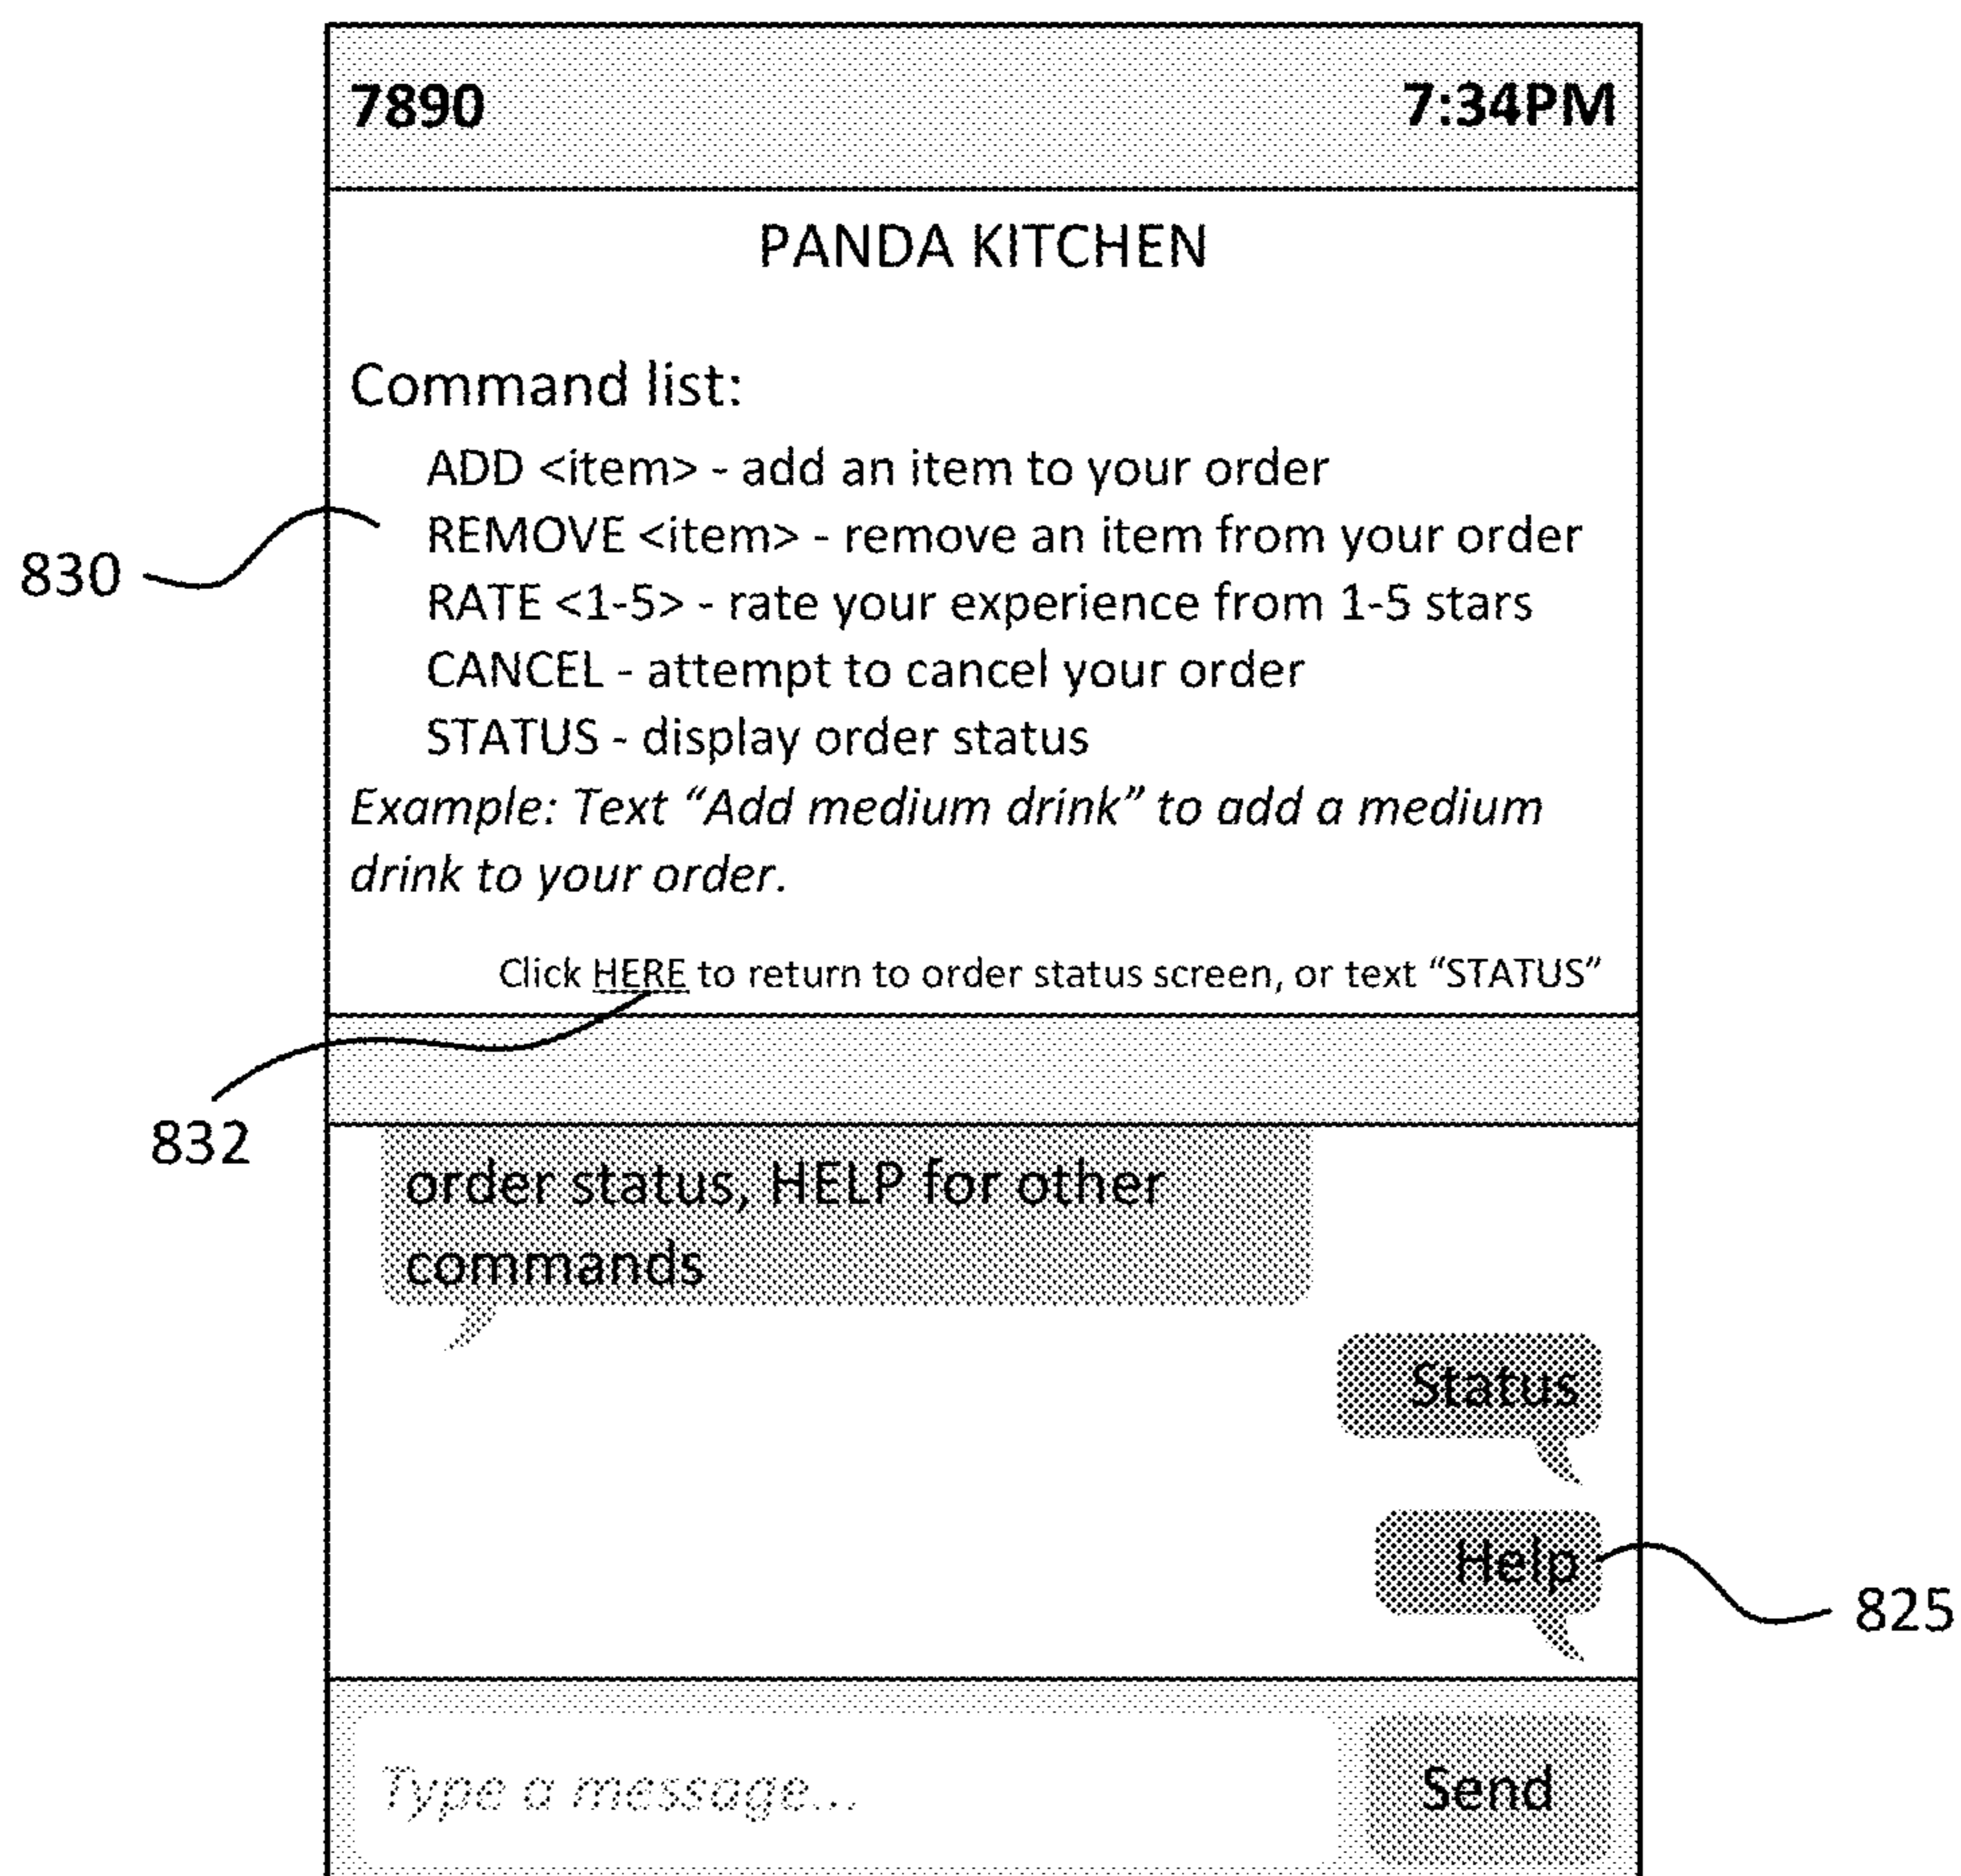 7890 7:34PM
PANDA KITCHEN
Command list:
ADD <item> - add an item to your order
REMOVE <item> - remove an item from your order
830
RATE <1-5> - rate your experience from 1-5 stars
CANCEL - attempt to cancel your order
STATUS - display order status
Example: Text “Add medium drink” to add a medium
drink to your order.
Click HERE to return to order status screen, or text “STATUS”
832
order status, HELP for other
commands
Status
Help
825
Type a message...
Send